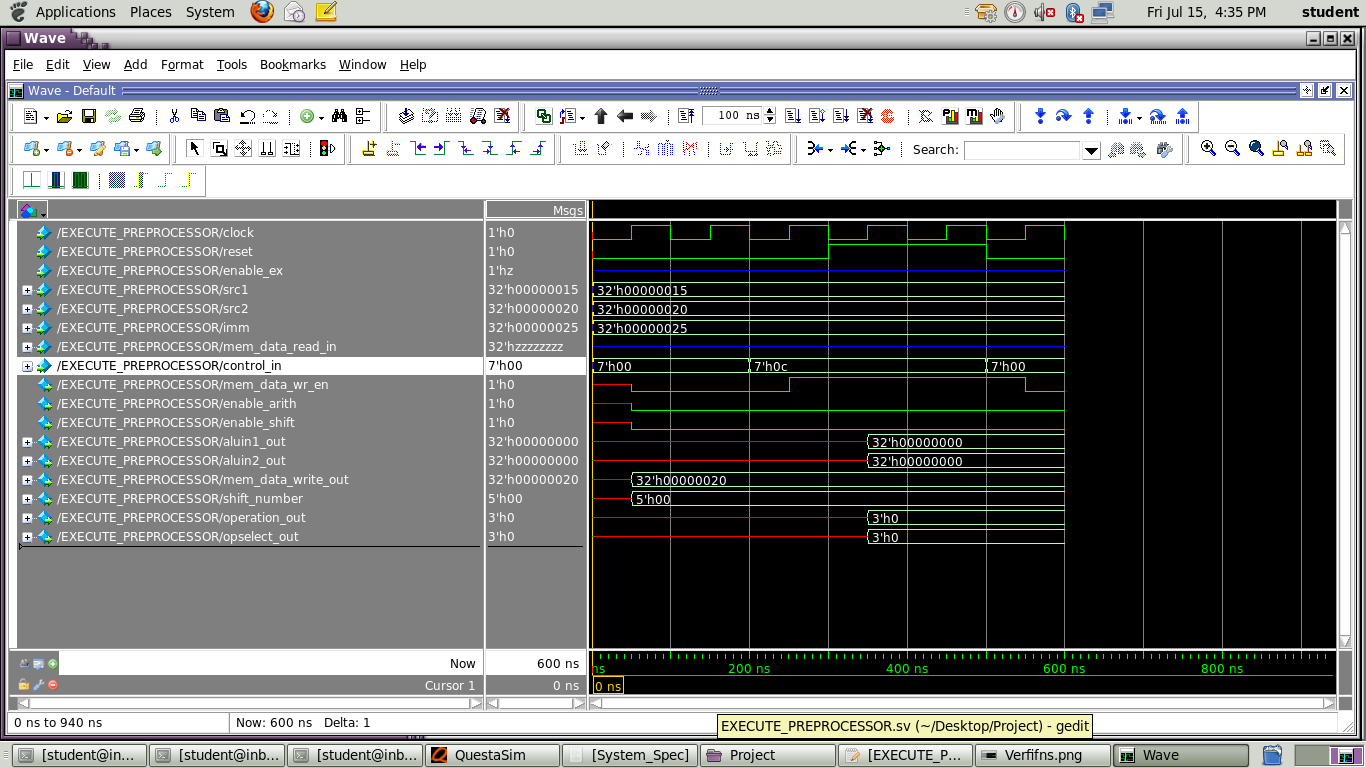 Applications Places System Fri Jul 15, 4:35 PM student
Wave
File Edit View Add Format Tools Bookmarks Window Help
Wave - Default
100 ns
Search:
Msgs
/EXECUTE_PREPROCESSOR/clock 1'h0
/EXECUTE_PREPROCESSOR/reset 1'h0
/EXECUTE_PREPROCESSOR/enable_ex 1'hz
/EXECUTE_PREPROCESSOR/src1 32'h00000015 32'h00000015
/EXECUTE_PREPROCESSOR/src2 32'h00000020 32'h00000020
/EXECUTE_PREPROCESSOR/imm 32'h00000025 32'h00000025
/EXECUTE_PREPROCESSOR/mem_data_read_in 32'hzzzzzzzz
/EXECUTE_PREPROCESSOR/control_in 7'h00 7'h00 7'h0c 7'h00
/EXECUTE_PREPROCESSOR/mem_data_wr_en 1'h0
/EXECUTE_PREPROCESSOR/enable_arith 1'h0
/EXECUTE_PREPROCESSOR/enable_shift 1'h0
/EXECUTE_PREPROCESSOR/aluin1_out 32'h00000000 32'h00000000
/EXECUTE_PREPROCESSOR/aluin2_out 32'h00000000 32'h00000000
/EXECUTE_PREPROCESSOR/mem_data_write_out 32'h00000020 32'h00000020
/EXECUTE_PREPROCESSOR/shift_number 5'h00 5'h00
/EXECUTE_PREPROCESSOR/operation_out 3'h0 3'h0
/EXECUTE_PREPROCESSOR/opselect_out 3'h0 3'h0
Now 600 ns ns 200 ns 400 ns 600 ns 800 ns
Cursor 1 0 ns 0 ns
0 ns to 940 ns Now: 600 ns Delta: 1
EXECUTE_PREPROCESSOR.sv (~/Desktop/Project) - gedit
[student@in... [student@inb... [student@inb... QuestaSim [System_Spec] Project [EXECUTE_P... Verfifns.png Wave